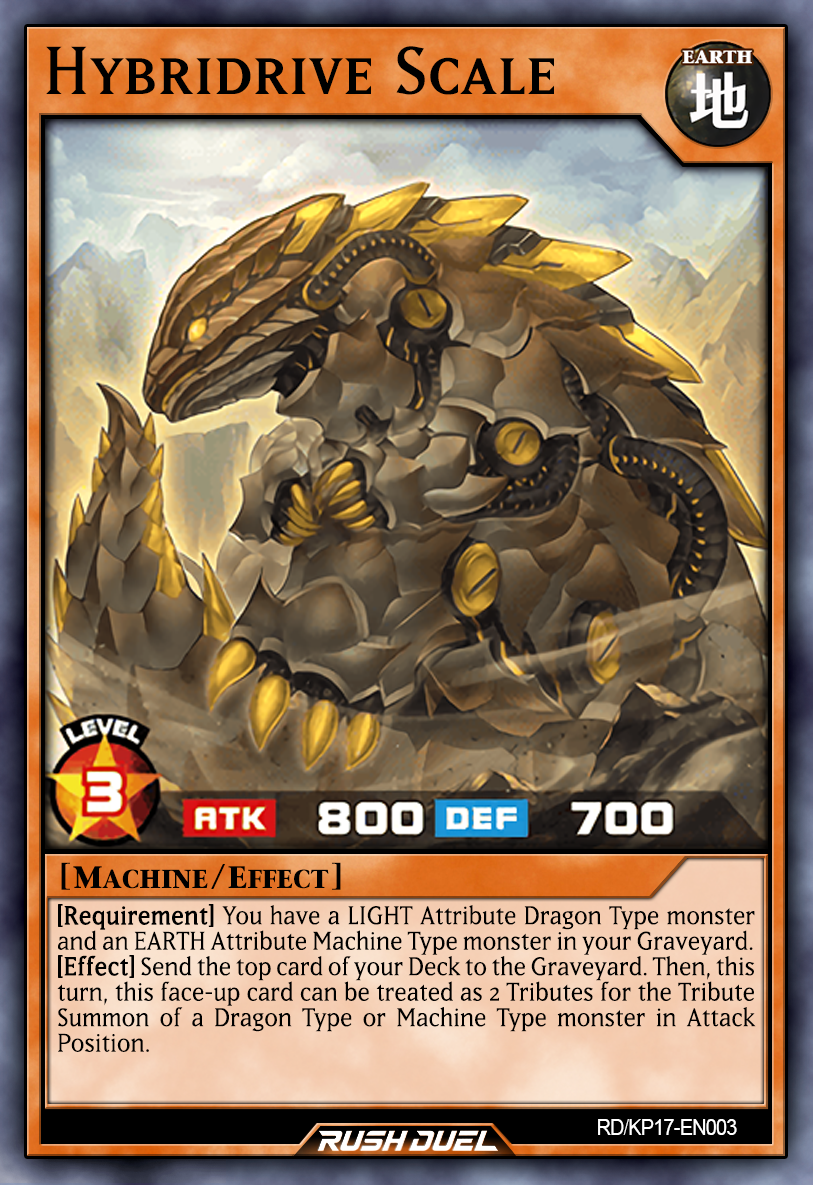 Hybridrive Scale
EARTH
地
LEVEL
3
ATK 800 DEF 700
[Machine/Effect]
[Requirement] You have a LIGHT Attribute Dragon Type monster
and an EARTH Attribute Machine Type monster in your Graveyard.
[Effect] Send the top card of your Deck to the Graveyard. Then, this
turn, this face-up card can be treated as 2 Tributes for the Tribute
Summon of a Dragon Type or Machine Type monster in Attack
Position.
RD/KP17-EN003
RUSH DUEL